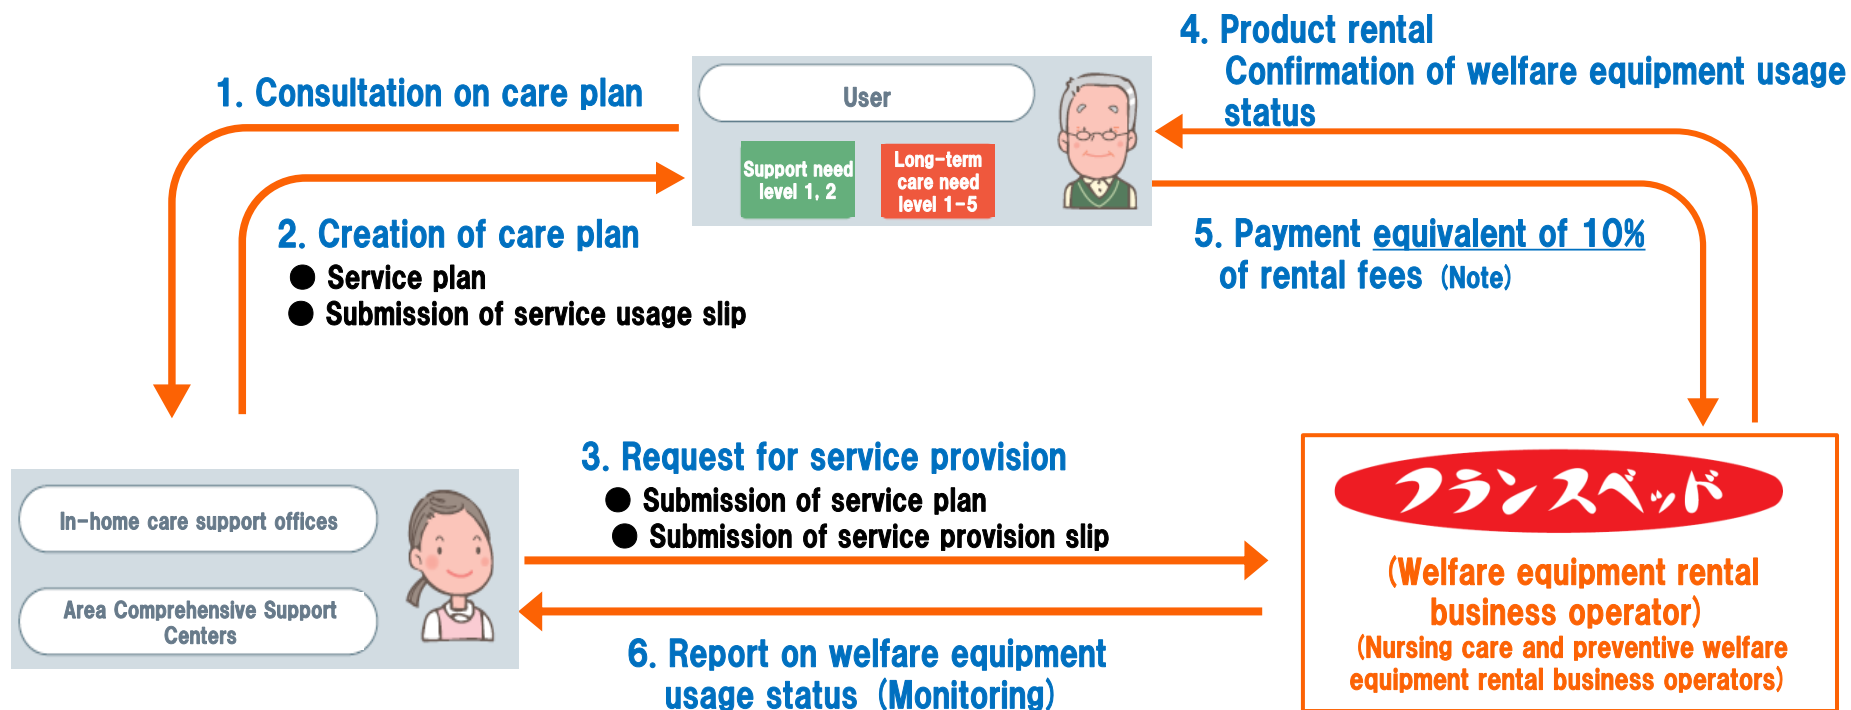 1. Consultation on care plan
User
Support need
level 1, 2
Long-term
care need
level 1-5
4. Product rental
Confirmation of welfare equipment usage
status
2. Creation of care plan
● Service plan
● Submission of service usage slip
5. Payment equivalent of 10%
of rental fees (Note)
In-home care support offices
Area Comprehensive Support
Centers
3. Request for service provision
● Submission of service plan
● Submission of service provision slip
6. Report on welfare equipment
usage status (Monitoring)
フランスベッド
(Welfare equipment rental
business operator)
(Nursing care and preventive welfare
equipment rental business operators)